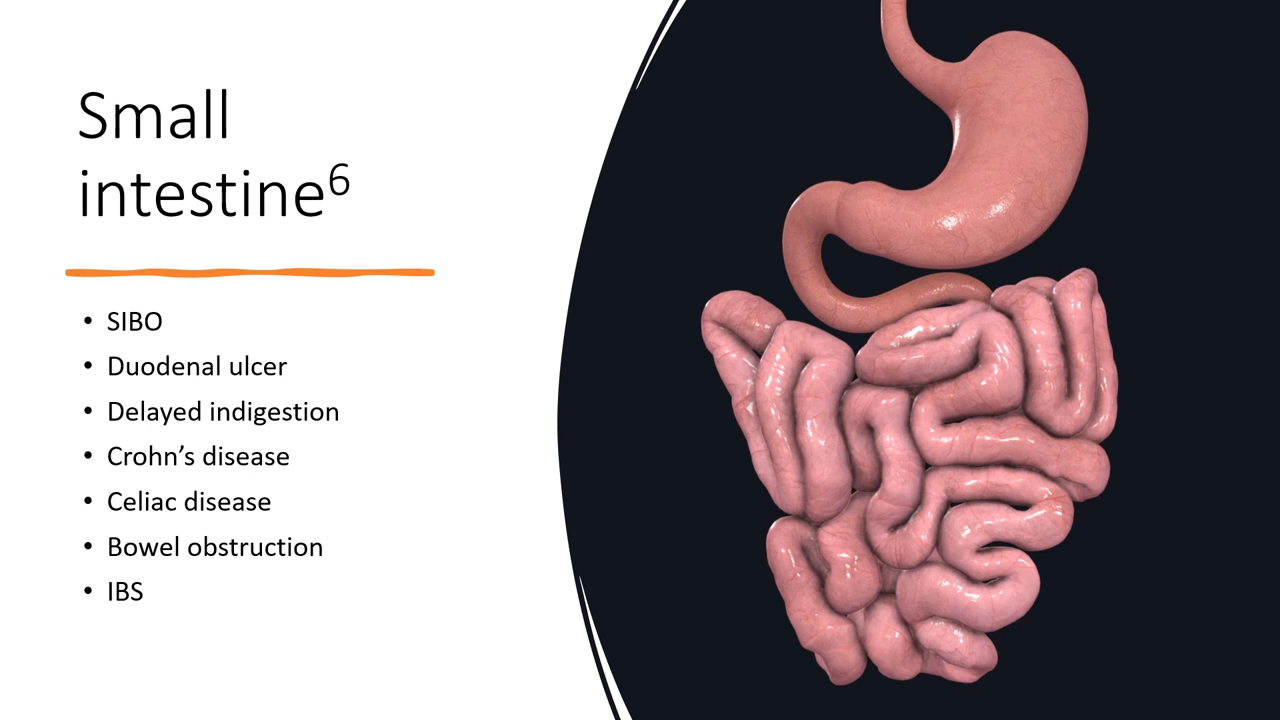 Small
intestine⁶
• SIBO
• Duodenal ulcer
• Delayed indigestion
• Crohn’s disease
• Celiac disease
• Bowel obstruction
• IBS